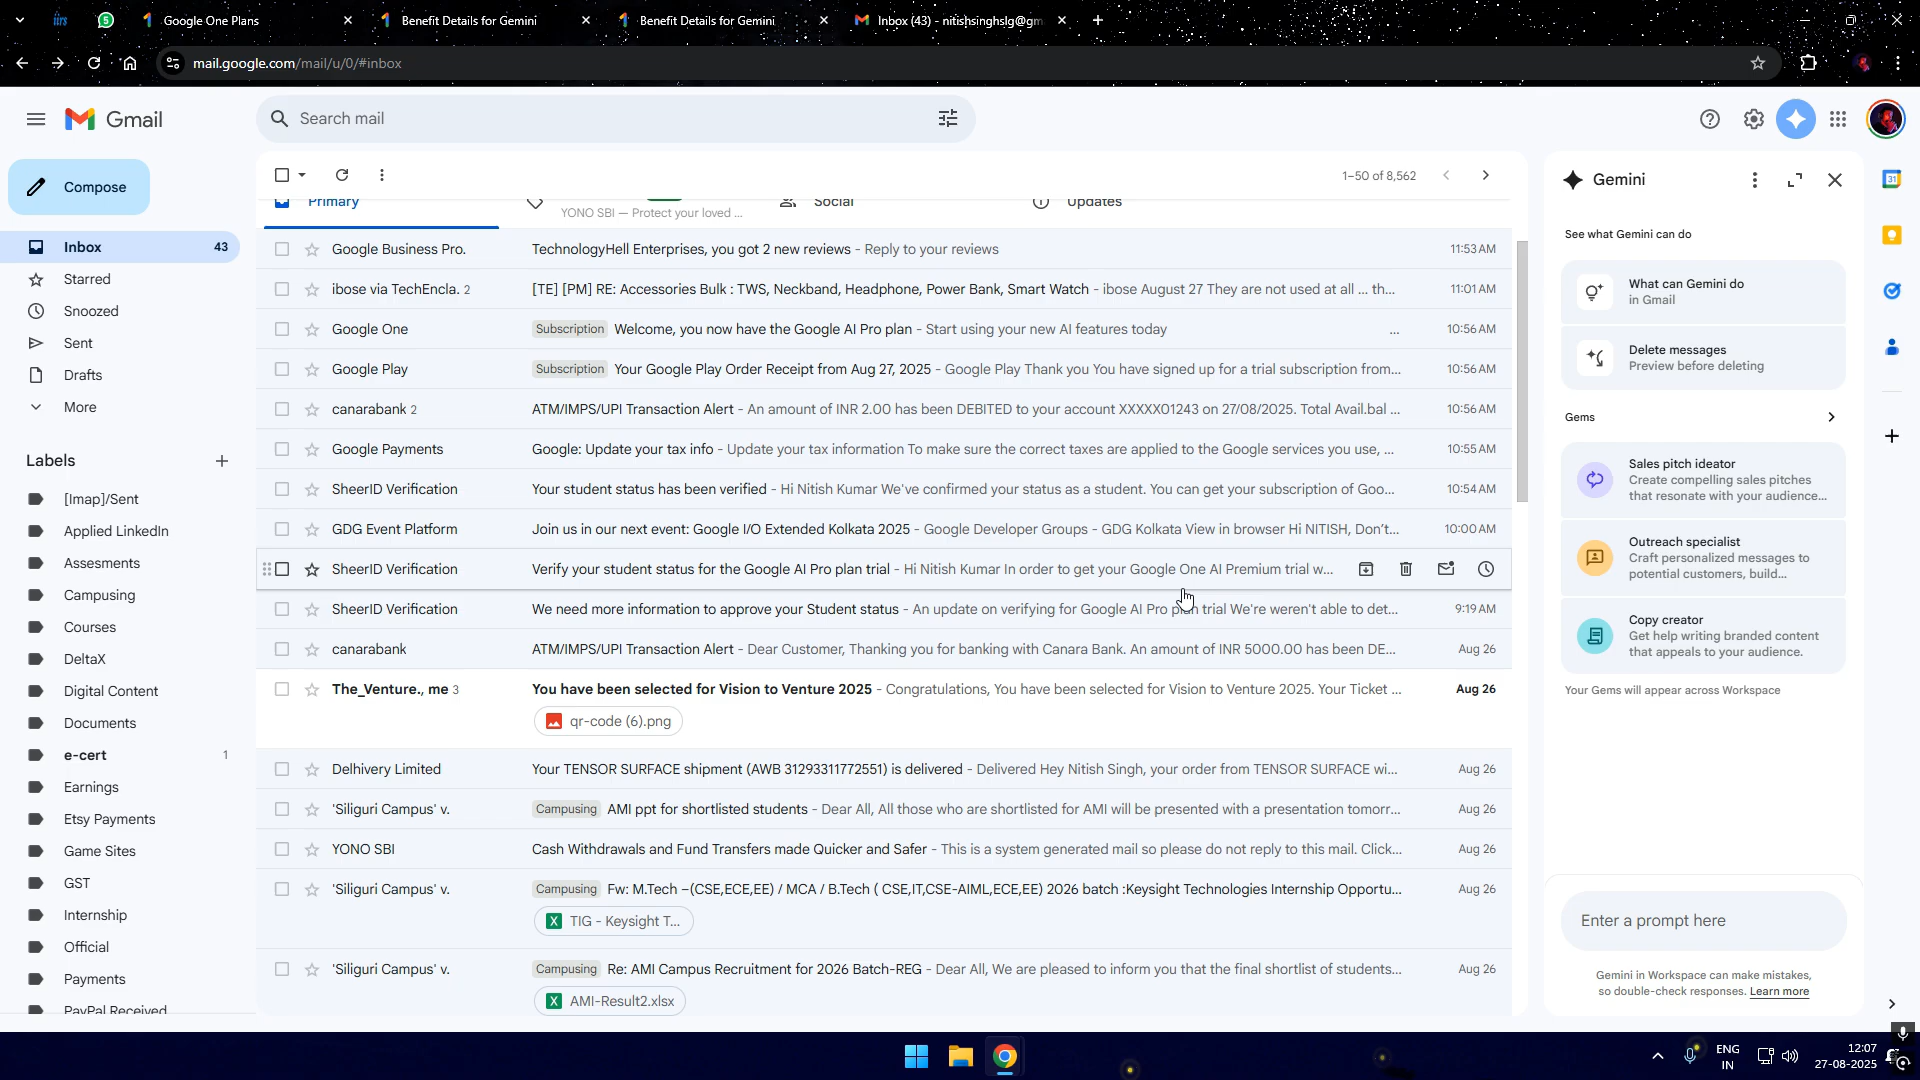 Google One Plans
Benefit Details for Gemini
Benefit Details for Gemini
Inbox (43) - nitishsinghslg@gm
mail.google.com/mail/u/0/#inbox
Gmail
Search mail
Compose
1–50 of 8,562
Gemini
Primary
YONO SBI — Protect your loved ...
Social
Updates
Inbox 43
Starred
Snoozed
Sent
Drafts
More
Labels
[Imap]/Sent
Applied LinkedIn
Assesments
Campusing
Courses
DeltaX
Digital Content
Documents
e-cert 1
Earnings
Etsy Payments
Game Sites
GST
Internship
Official
Payments
PayPal Received
Google Business Pro. TechnologyHell Enterprises, you got 2 new reviews - Reply to your reviews 11:53 AM
ibose via TechEncla. 2 [TE] [PM] RE: Accessories Bulk : TWS, Neckband, Headphone, Power Bank, Smart Watch - ibose August 27 They are not used at all ... th... 11:01 AM
Google One Subscription Welcome, you now have the Google AI Pro plan - Start using your new AI features today ... 10:56 AM
Google Play Subscription Your Google Play Order Receipt from Aug 27, 2025 - Google Play Thank you You have signed up for a trial subscription from... 10:56 AM
canarabank 2 ATM/IMPS/UPI Transaction Alert - An amount of INR 2.00 has been DEBITED to your account XXXXX01243 on 27/08/2025. Total Avail.bal ... 10:56 AM
Google Payments Google: Update your tax info - Update your tax information To make sure the correct taxes are applied to the Google services you use, ... 10:55 AM
SheerID Verification Your student status has been verified - Hi Nitish Kumar We've confirmed your status as a student. You can get your subscription of Goo... 10:54 AM
GDG Event Platform Join us in our next event: Google I/O Extended Kolkata 2025 - Google Developer Groups - GDG Kolkata View in browser Hi NITISH, Don't... 10:00 AM
SheerID Verification Verify your student status for the Google AI Pro plan trial - Hi Nitish Kumar In order to get your Google One AI Premium trial w...
SheerID Verification We need more information to approve your Student status - An update on verifying for Google AI Pro plan trial We're weren't able to det... 9:19 AM
canarabank ATM/IMPS/UPI Transaction Alert - Dear Customer, Thanking you for banking with Canara Bank. An amount of INR 5000.00 has been DE... Aug 26
The_Venture., me 3 You have been selected for Vision to Venture 2025 - Congratulations, You have been selected for Vision to Venture 2025. Your Ticket ... Aug 26
qr-code (6).png
Delhivery Limited Your TENSOR SURFACE shipment (AWB 31293311772551) is delivered - Delivered Hey Nitish Singh, your order from TENSOR SURFACE wi... Aug 26
'Siliguri Campus' v. Campusing AMI ppt for shortlisted students - Dear All, All those who are shortlisted for AMI will be presented with a presentation tomorr... Aug 26
YONO SBI Cash Withdrawals and Fund Transfers made Quicker and Safer - This is a system generated mail so please do not reply to this mail. Click... Aug 26
'Siliguri Campus' v. Campusing Fw: M.Tech –(CSE,ECE,EE) / MCA / B.Tech ( CSE,IT,CSE-AIML,ECE,EE) 2026 batch :Keysight Technologies Internship Opportu... Aug 26
TIG - Keysight T...
'Siliguri Campus' v. Campusing Re: AMI Campus Recruitment for 2026 Batch-REG - Dear All, We are pleased to inform you that the final shortlist of students... Aug 26
AMI-Result2.xlsx
See what Gemini can do
What can Gemini do
in Gmail
Delete messages
Preview before deleting
Gems
Sales pitch ideator
Create compelling sales pitches
that resonate with your audience...
Outreach specialist
Craft personalized messages to
potential customers, build...
Copy creator
Get help writing branded content
that appeals to your audience.
Your Gems will appear across Workspace
Enter a prompt here
Gemini in Workspace can make mistakes,
so double-check responses. Learn more
31
ENG
IN
12:07
27-08-2025